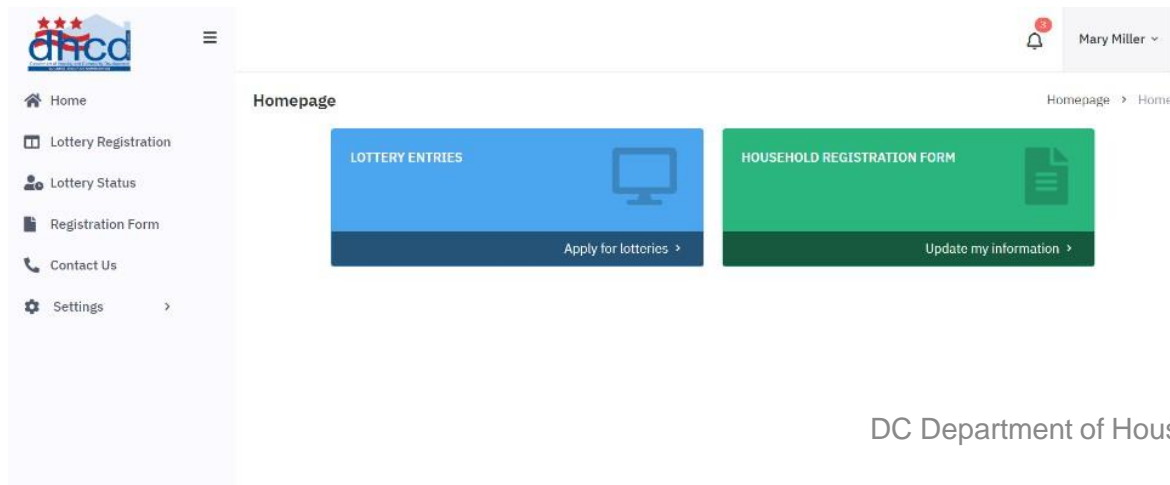 dhcd
3
Mary Miller
Home
Homepage
Homepage > Home
Lottery Registration
LOTTERY ENTRIES
HOUSEHOLD REGISTRATION FORM
Lottery Status
Registration Form
Apply for lotteries >
Update my information >
Contact Us
Settings >
DC Department of Hous